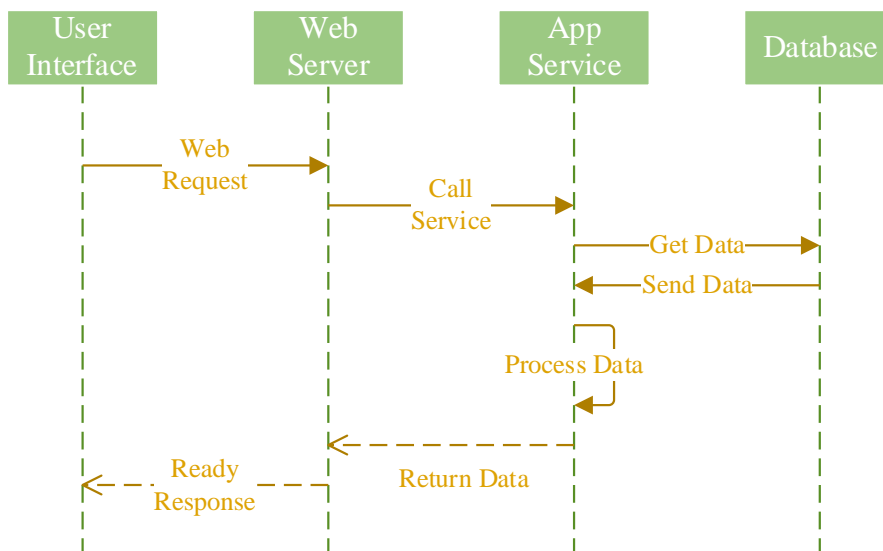 User
Interface
Web
Server
App
Service
Database
Web
Request
Call
Service
Get Data
Send Data
Process Data
Return Data
Ready
Response